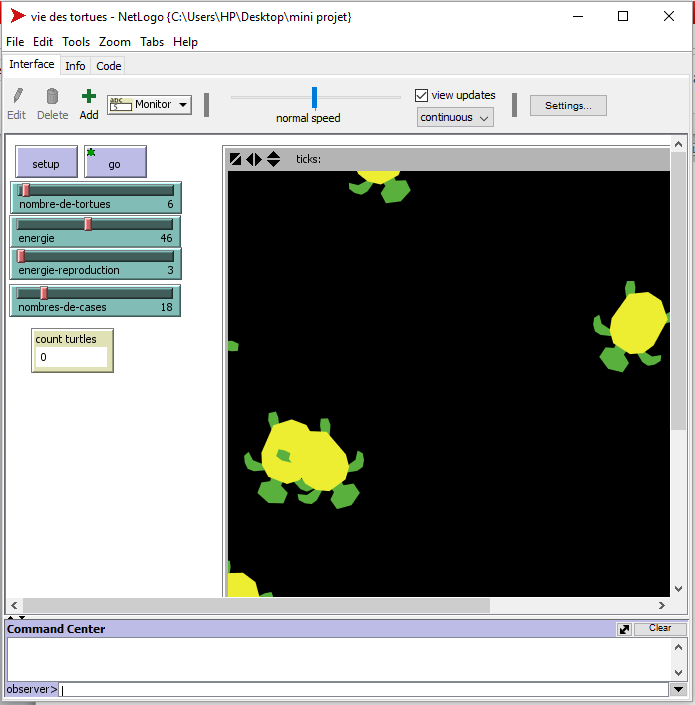 vie des tortues - NetLogo {C:\Users\HP\Desktop\mini projet}
File Edit Tools Zoom Tabs Help
Interface Info Code
Edit Delete Add
abc
5
Monitor
normal speed
view updates
continuous
Settings...
setup go
ticks:
nombre-de-tortues 6
energie 46
energie-reproduction 3
nombres-de-cases 18
count turtles
0
Command Center
Clear
observer>